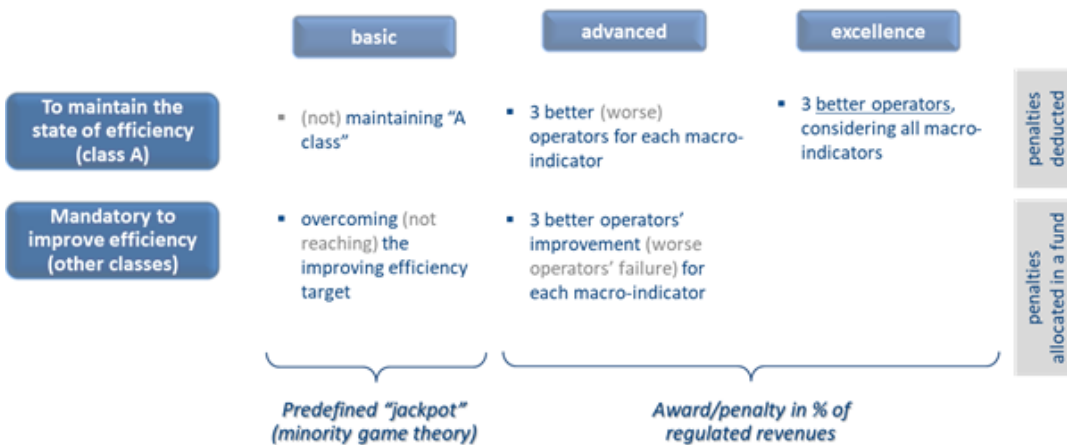 basic
advanced
excellence
To maintain the
state of efficiency
(class A)
▪ (not) maintaining “A
class”
▪ 3 better (worse)
operators for each macro-
indicator
▪ 3 better operators,
considering all macro-
indicators
penalties
deducted
Mandatory to
improve efficiency
(other classes)
▪ overcoming (not
reaching) the
improving efficiency
target
▪ 3 better operators’
improvement (worse
operators’ failure) for
each macro-indicator
penalties
allocated in a fund
Predefined “jackpot”
(minority game theory)
Award/penalty in % of
regulated revenues